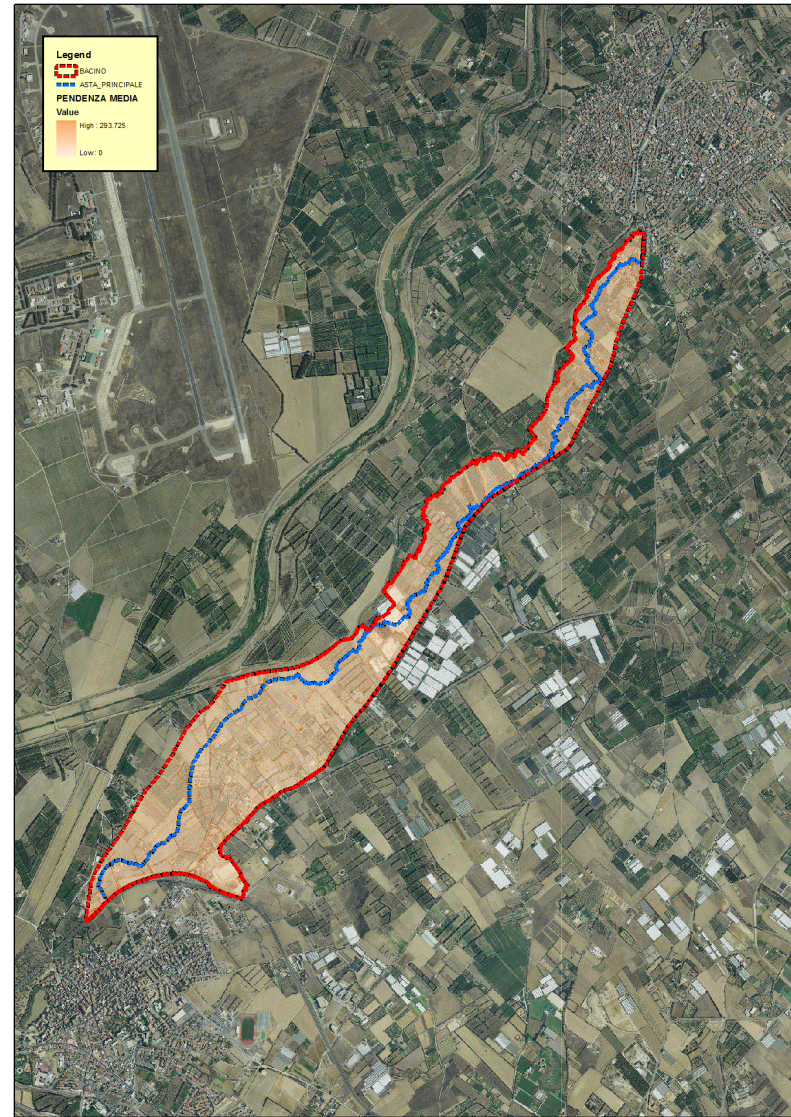 Legend
BACINO
ASTA_PRINCIPALE
PENDENZA MEDIA
Value
High : 293.725
Low : 0